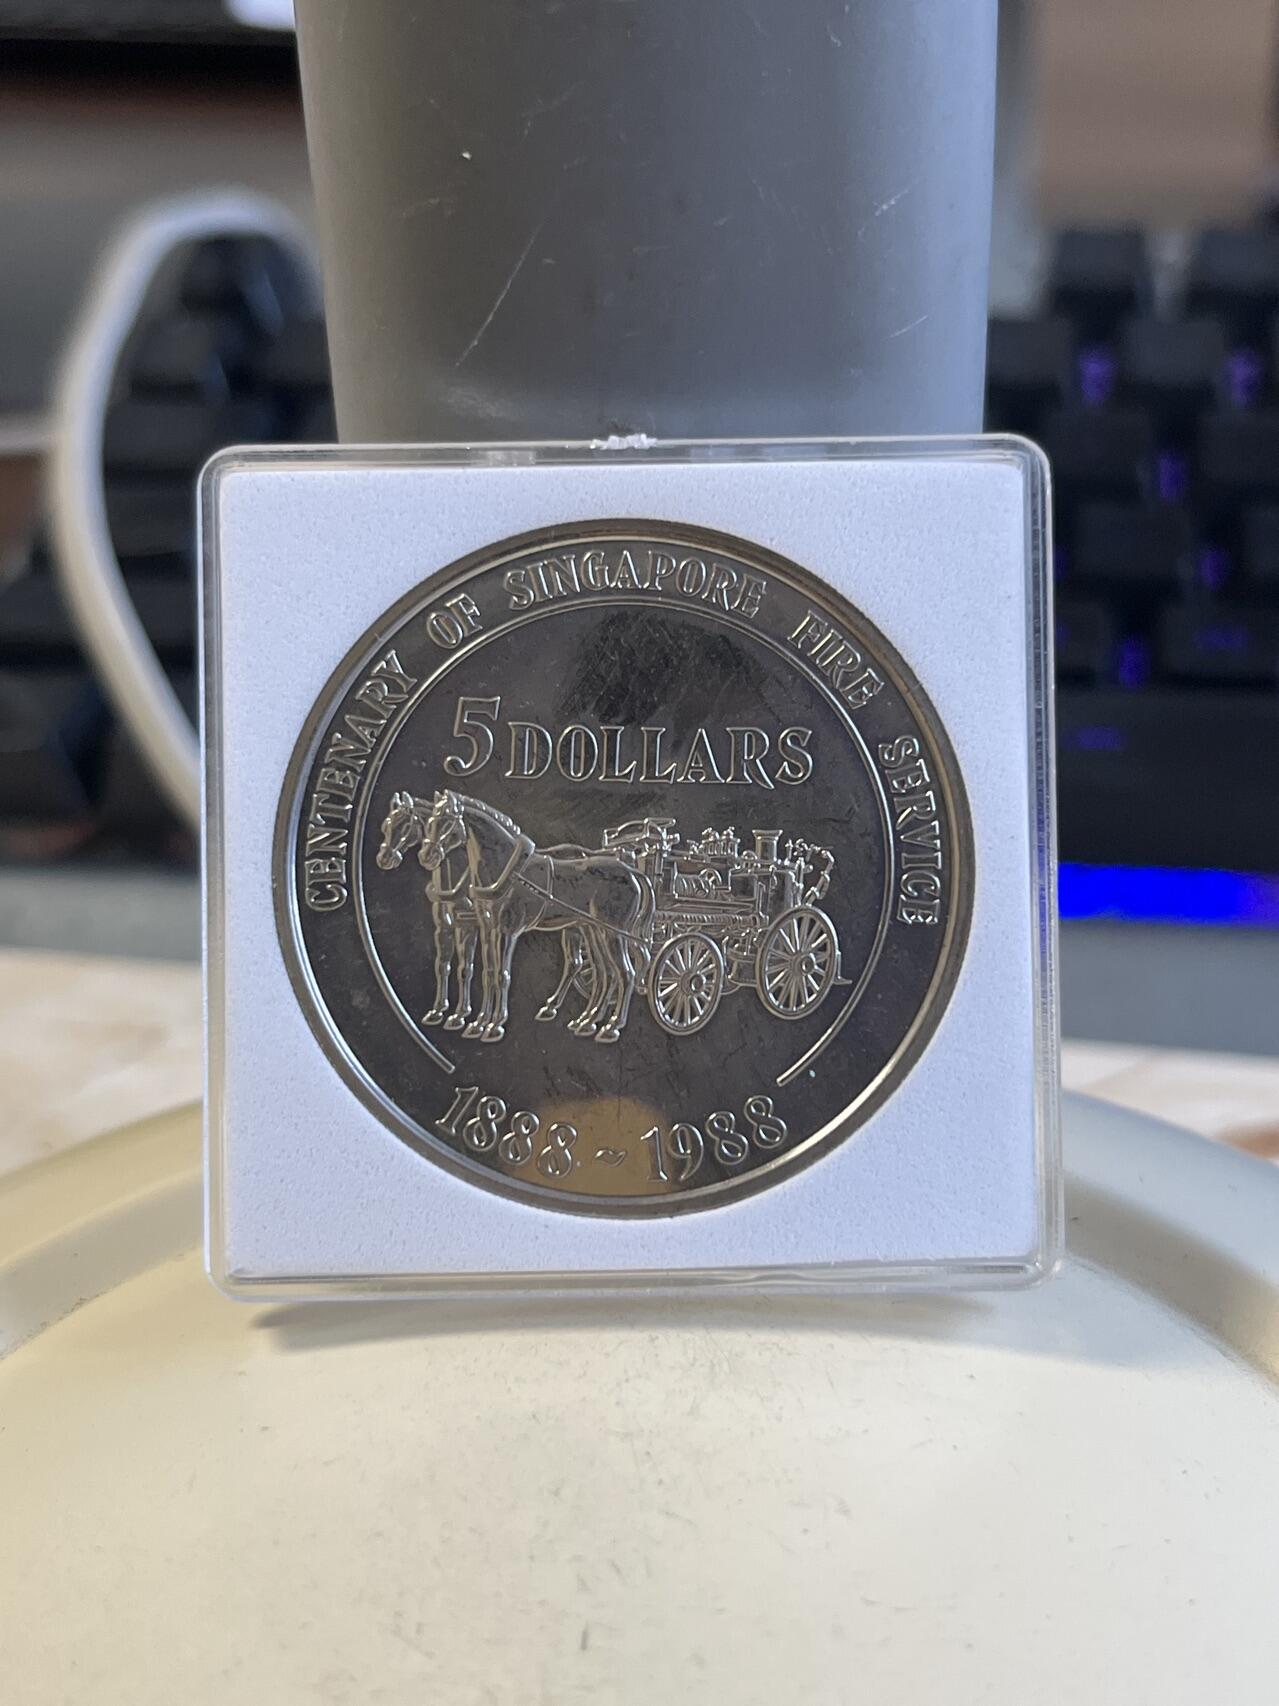 CENTENARY OF SINGAPORE FIRE SERVICE
5 DOLLARS
1888 ~ 1988